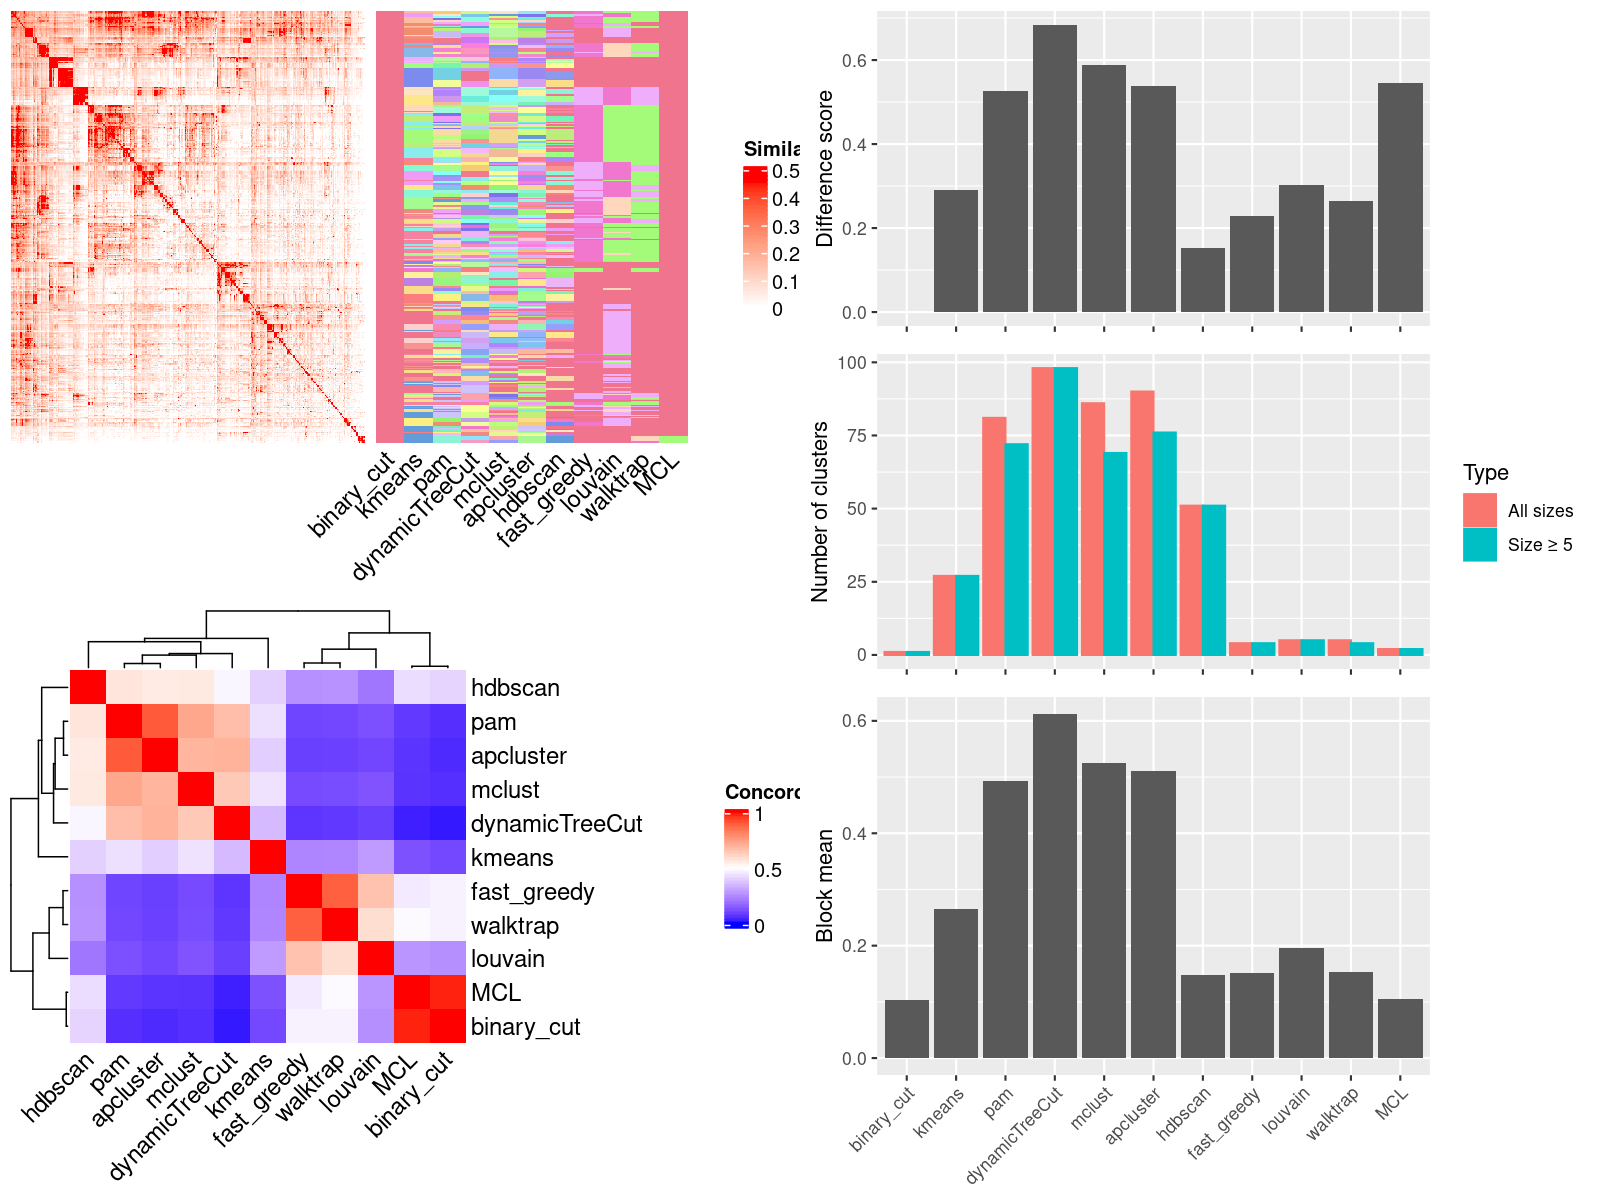 Simila
0.5
0.4
0.3
0.2
0.1
0
binary_cut
kmeans
pam
dynamicTreeCut
mclust
apcluster
hdbscan
fast_greedy
louvain
walktrap
MCL
hdbscan
pam
apcluster
mclust
dynamicTreeCut
kmeans
fast_greedy
walktrap
louvain
MCL
binary_cut
hdbscan
pam
apcluster
mclust
dynamicTreeCut
kmeans
fast_greedy
walktrap
louvain
MCL
binary_cut
Concord
1
0.5
0
Difference score
0.6
0.4
0.2
0.0
Number of clusters
100
75
50
25
0
Type
All sizes
Size ≥ 5
Block mean
0.6
0.4
0.2
0.0
binary_cut
kmeans
pam
dynamicTreeCut
mclust
apcluster
hdbscan
fast_greedy
louvain
walktrap
MCL